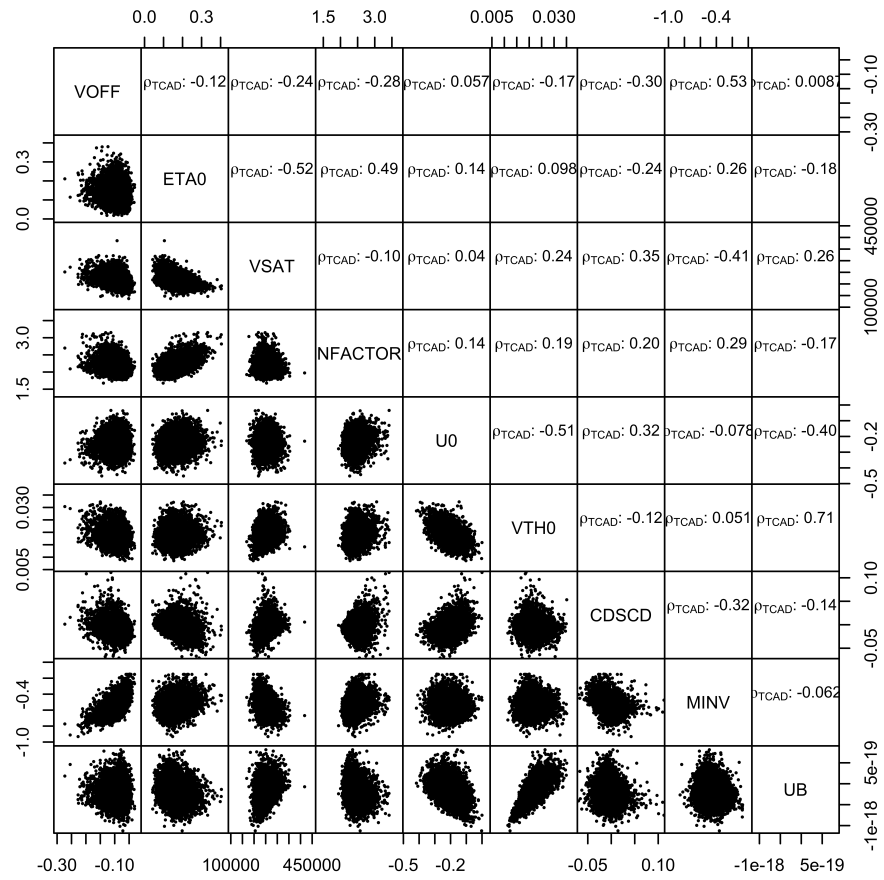 0.0 0.3 1.5 3.0 0.005 0.030 -1.0 -0.4
VOFF ρTCAD: -0.12 ρTCAD: -0.24 ρTCAD: -0.28 ρTCAD: 0.057 ρTCAD: -0.17 ρTCAD: -0.30 ρTCAD: 0.53 ρTCAD: 0.0087 -0.30 -0.10
0.0 0.3 ETA0 ρTCAD: -0.52 ρTCAD: 0.49 ρTCAD: 0.14 ρTCAD: 0.098 ρTCAD: -0.24 ρTCAD: 0.26 ρTCAD: -0.18
VSAT ρTCAD: -0.10 ρTCAD: 0.04 ρTCAD: 0.24 ρTCAD: 0.35 ρTCAD: -0.41 ρTCAD: 0.26 100000 450000
1.5 3.0 NFACTOR ρTCAD: 0.14 ρTCAD: 0.19 ρTCAD: 0.20 ρTCAD: 0.29 ρTCAD: -0.17
U0 ρTCAD: -0.51 ρTCAD: 0.32 ρTCAD: -0.078 ρTCAD: -0.40 -0.5 -0.2
0.005 0.030 VTH0 ρTCAD: -0.12 ρTCAD: 0.051 ρTCAD: 0.71
CDSCD ρTCAD: -0.32 ρTCAD: -0.14 -0.05 0.10
-1.0 -0.4 MINV ρTCAD: -0.062
UB -1e-18 5e-19
-0.30 -0.10 100000 450000 -0.5 -0.2 -0.05 0.10 -1e-18 5e-19